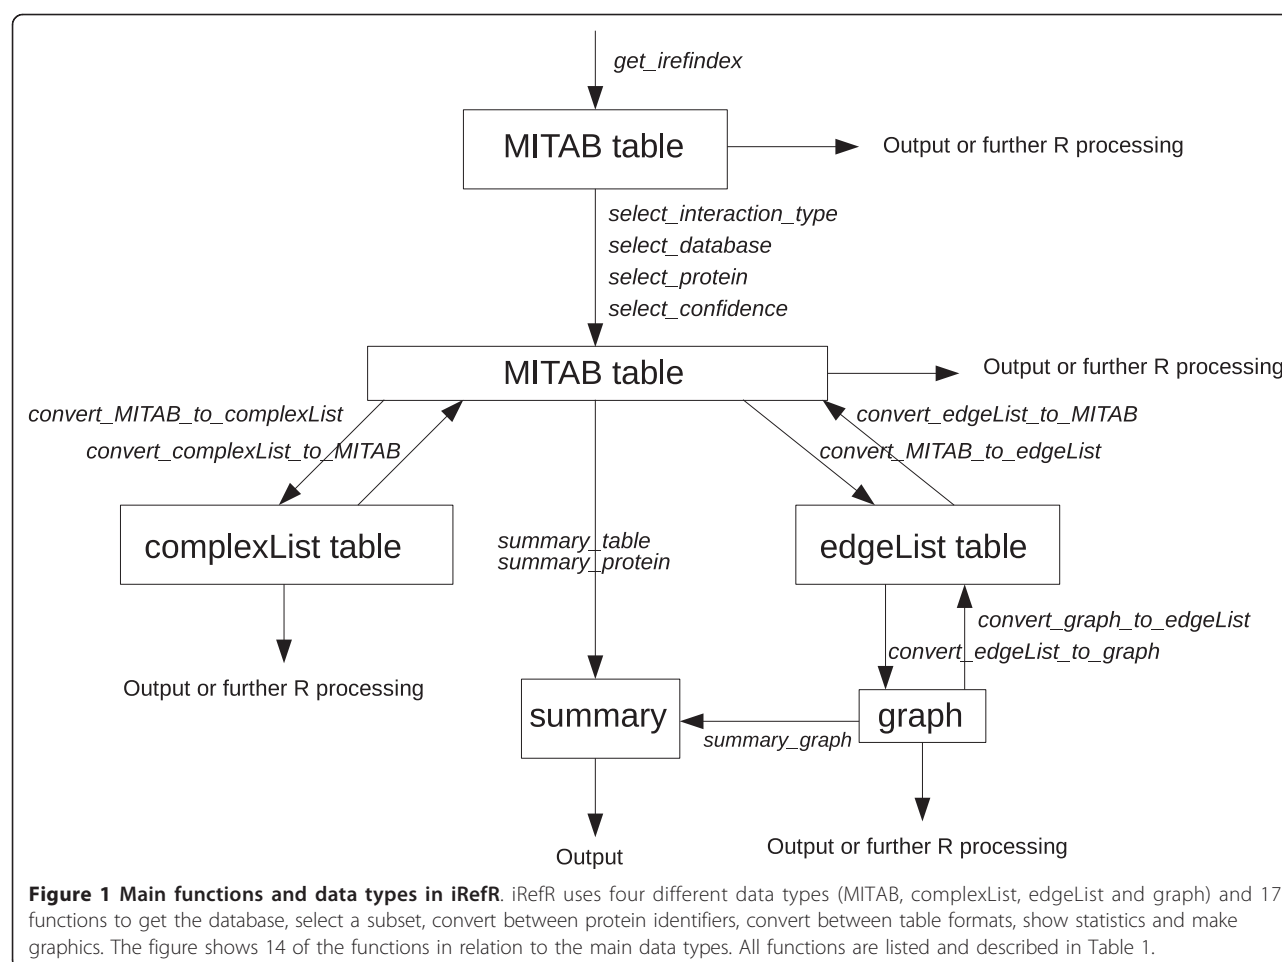 get_irefindex
MITAB table
Output or further R processing
select_interaction_type
select_database
select_protein
select_confidence
MITAB table
Output or further R processing
convert_MITAB_to_complexList
convert_edgeList_to_MITAB
convert_complexList_to_MITAB
convert_MITAB_to_edgeList
complexList table
summary_table
summary_protein
edgeList table
convert_graph_to_edgeList
convert_edgeList_to_graph
Output or further R processing
summary
graph
summary_graph
Output
Output or further R processing
Figure 1 Main functions and data types in iRefR. iRefR uses four different data types (MITAB, complexList, edgeList and graph) and 17
functions to get the database, select a subset, convert between protein identifiers, convert between table formats, show statistics and make
graphics. The figure shows 14 of the functions in relation to the main data types. All functions are listed and described in Table 1.